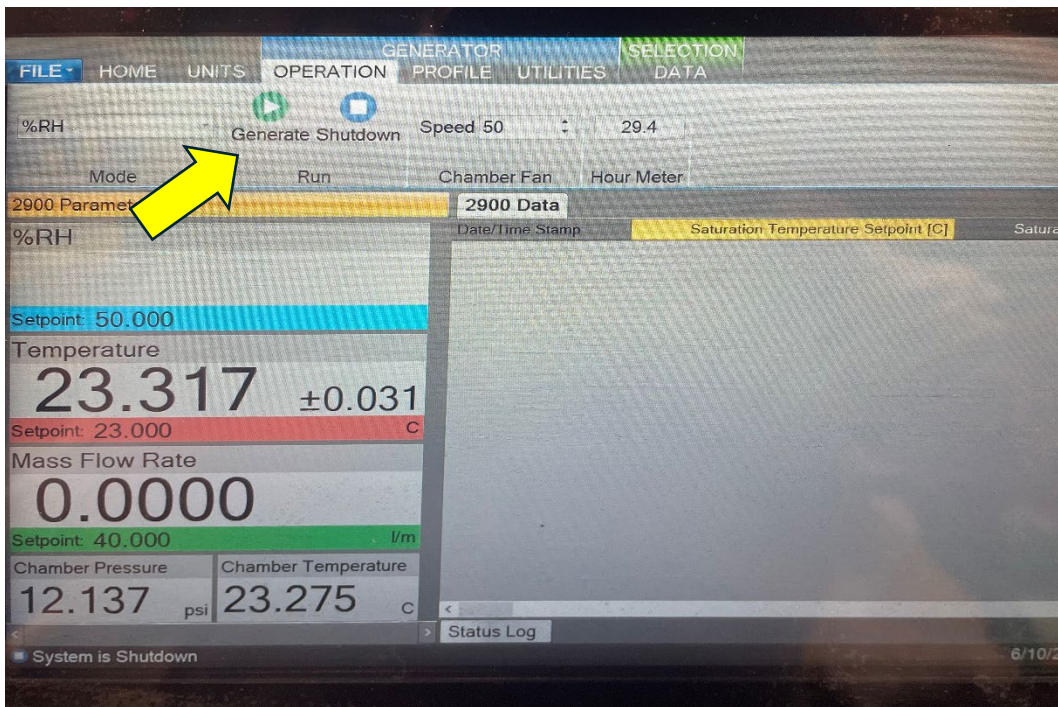 GENERATOR SELECTION
FILE HOME UNITS OPERATION PROFILE UTILITIES DATA
%RH Generate Shutdown Speed 50 29.4
Mode Run Chamber Fan Hour Meter
2900 2900 Data
%RH Date/Time Stamp Saturation Temperature Setpoint [C]
Setpoint: 50.000
Temperature
23.317 ±0.031
Setpoint: 23.000 C
Mass Flow Rate
0.0000
Setpoint: 40.000 l/m
Chamber Pressure Chamber Temperature
12.137 psi 23.275 C
Status Log
System is Shutdown 6/10/